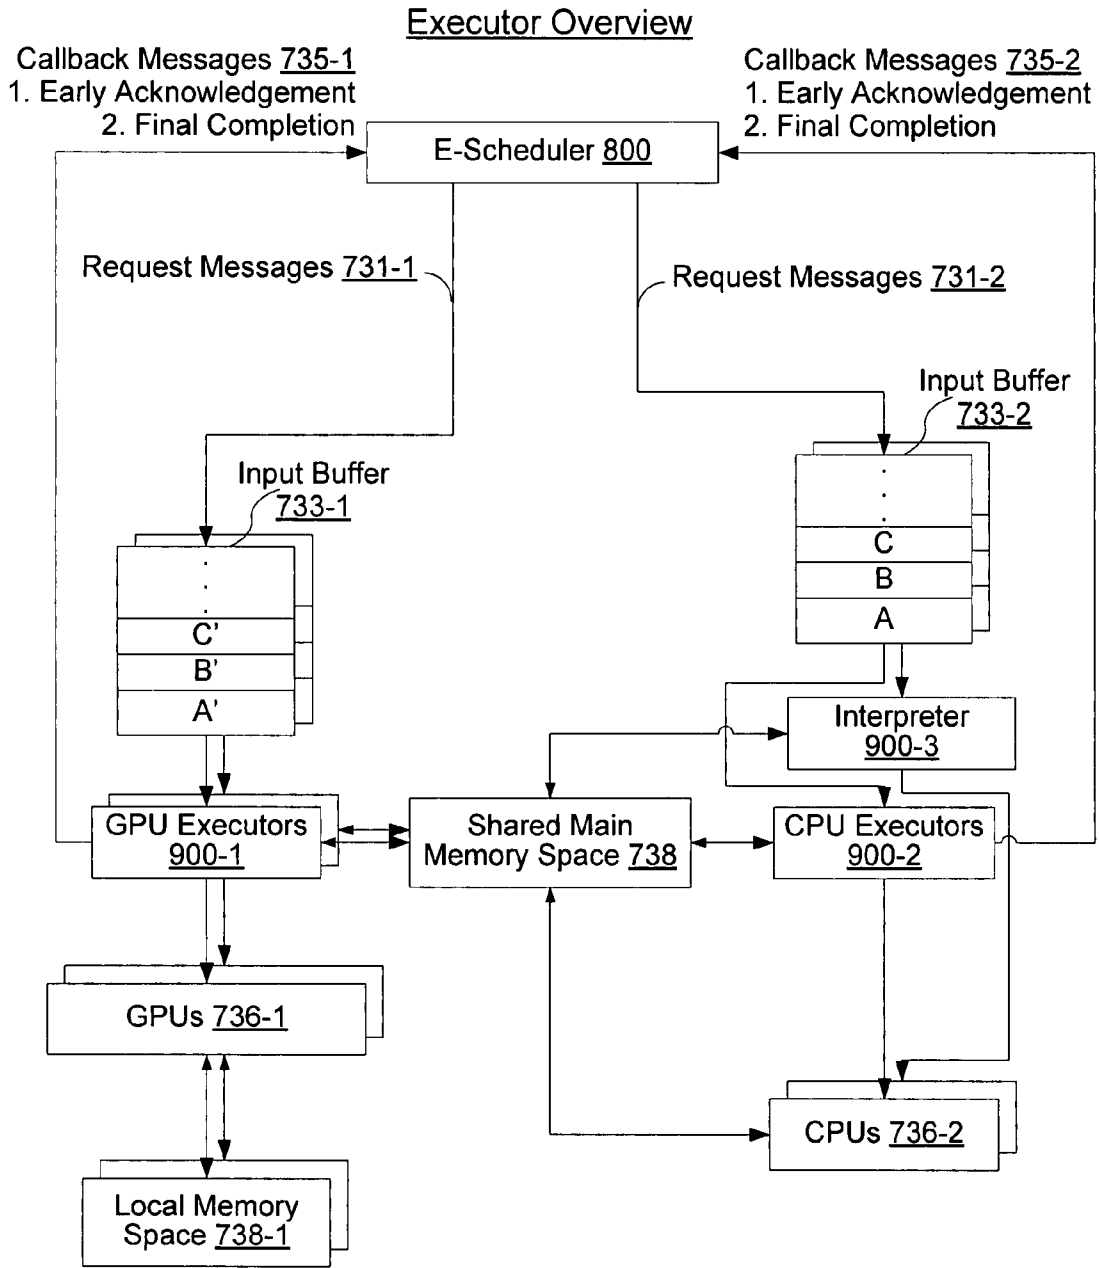 Executor Overview
Callback Messages 735-1
1. Early Acknowledgement
2. Final Completion
Callback Messages 735-2
1. Early Acknowledgement
2. Final Completion
E-Scheduler 800
Request Messages 731-1
Request Messages 731-2
Input Buffer
733-2
Input Buffer
733-1
C
B
A
C'
B'
A'
Interpreter
900-3
GPU Executors
900-1
Shared Main
Memory Space 738
CPU Executors
900-2
GPUs 736-1
CPUs 736-2
Local Memory
Space 738-1